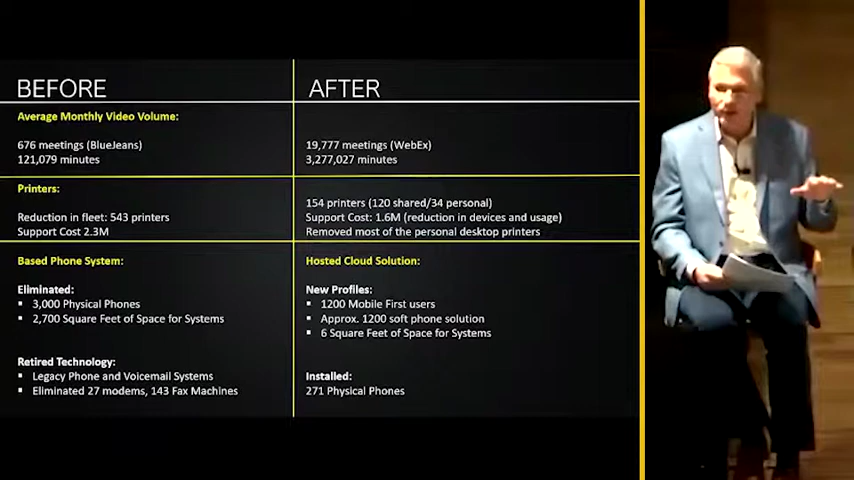 BEFORE
AFTER
Average Monthly Video Volume:
676 meetings (BlueJeans)
121,079 minutes
19,777 meetings (WebEx)
3,277,027 minutes
Printers:
Reduction in fleet: 543 printers
Support Cost 2.3M
154 printers (120 shared/34 personal)
Support Cost: 1.6M (reduction in devices and usage)
Removed most of the personal desktop printers
Based Phone System:
Eliminated:
▪ 3,000 Physical Phones
▪ 2,700 Square Feet of Space for Systems
Retired Technology:
▪ Legacy Phone and Voicemail Systems
▪ Eliminated 27 modems, 143 Fax Machines
Hosted Cloud Solution:
New Profiles:
▪ 1200 Mobile First users
▪ Approx. 1200 soft phone solution
▪ 6 Square Feet of Space for Systems
Installed:
271 Physical Phones